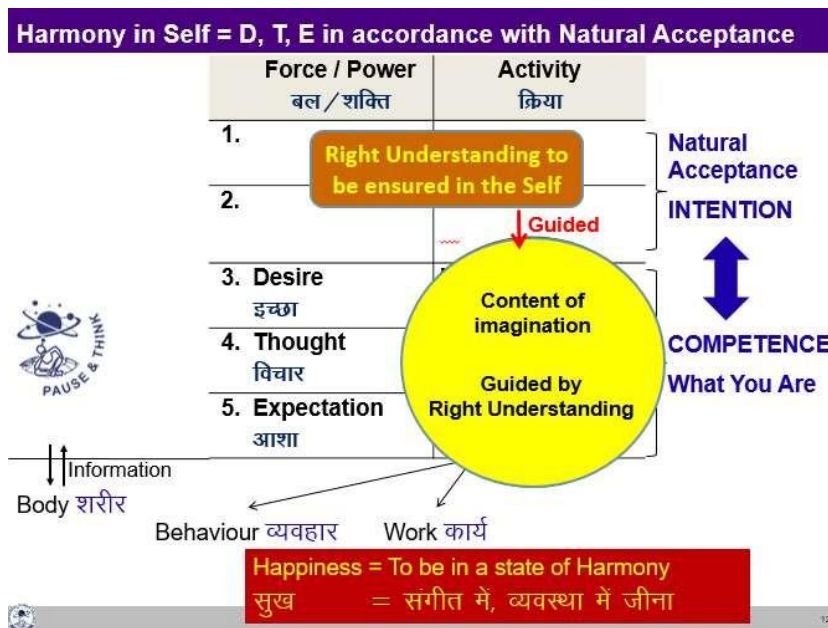 Harmony in Self = D, T, E in accordance with Natural Acceptance
Force / Power
बल / शक्ति
Activity
क्रिया
1.
Right Understanding to
be ensured in the Self
2.
Guided
Natural
Acceptance
INTENTION
3. Desire
इच्छा
4. Thought
विचार
5. Expectation
आशा
Content of
imagination
Guided by
Right Understanding
COMPETENCE
What You Are
PAUSE & THINK
Information
Body शरीर
Behaviour व्यवहार
Work कार्य
Happiness = To be in a state of Harmony
सुख = संगीत में, व्यवस्था में जीना